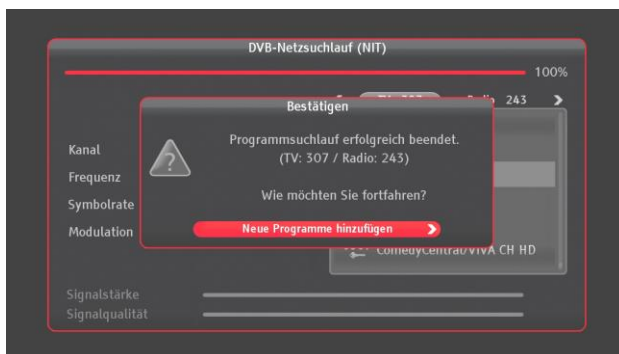 DVB-Netzsuchlauf (NIT)
100%
Radio 243
Bestätigen
Programmsuchlauf erfolgreich beendet.
(TV: 307 / Radio: 243)
Wie möchten Sie fortfahren?
Neue Programme hinzufügen
Kanal
Frequenz
Symbolrate
Modulation
ComedyCentral/VIVA CH HD
Signalstärke
Signalqualität